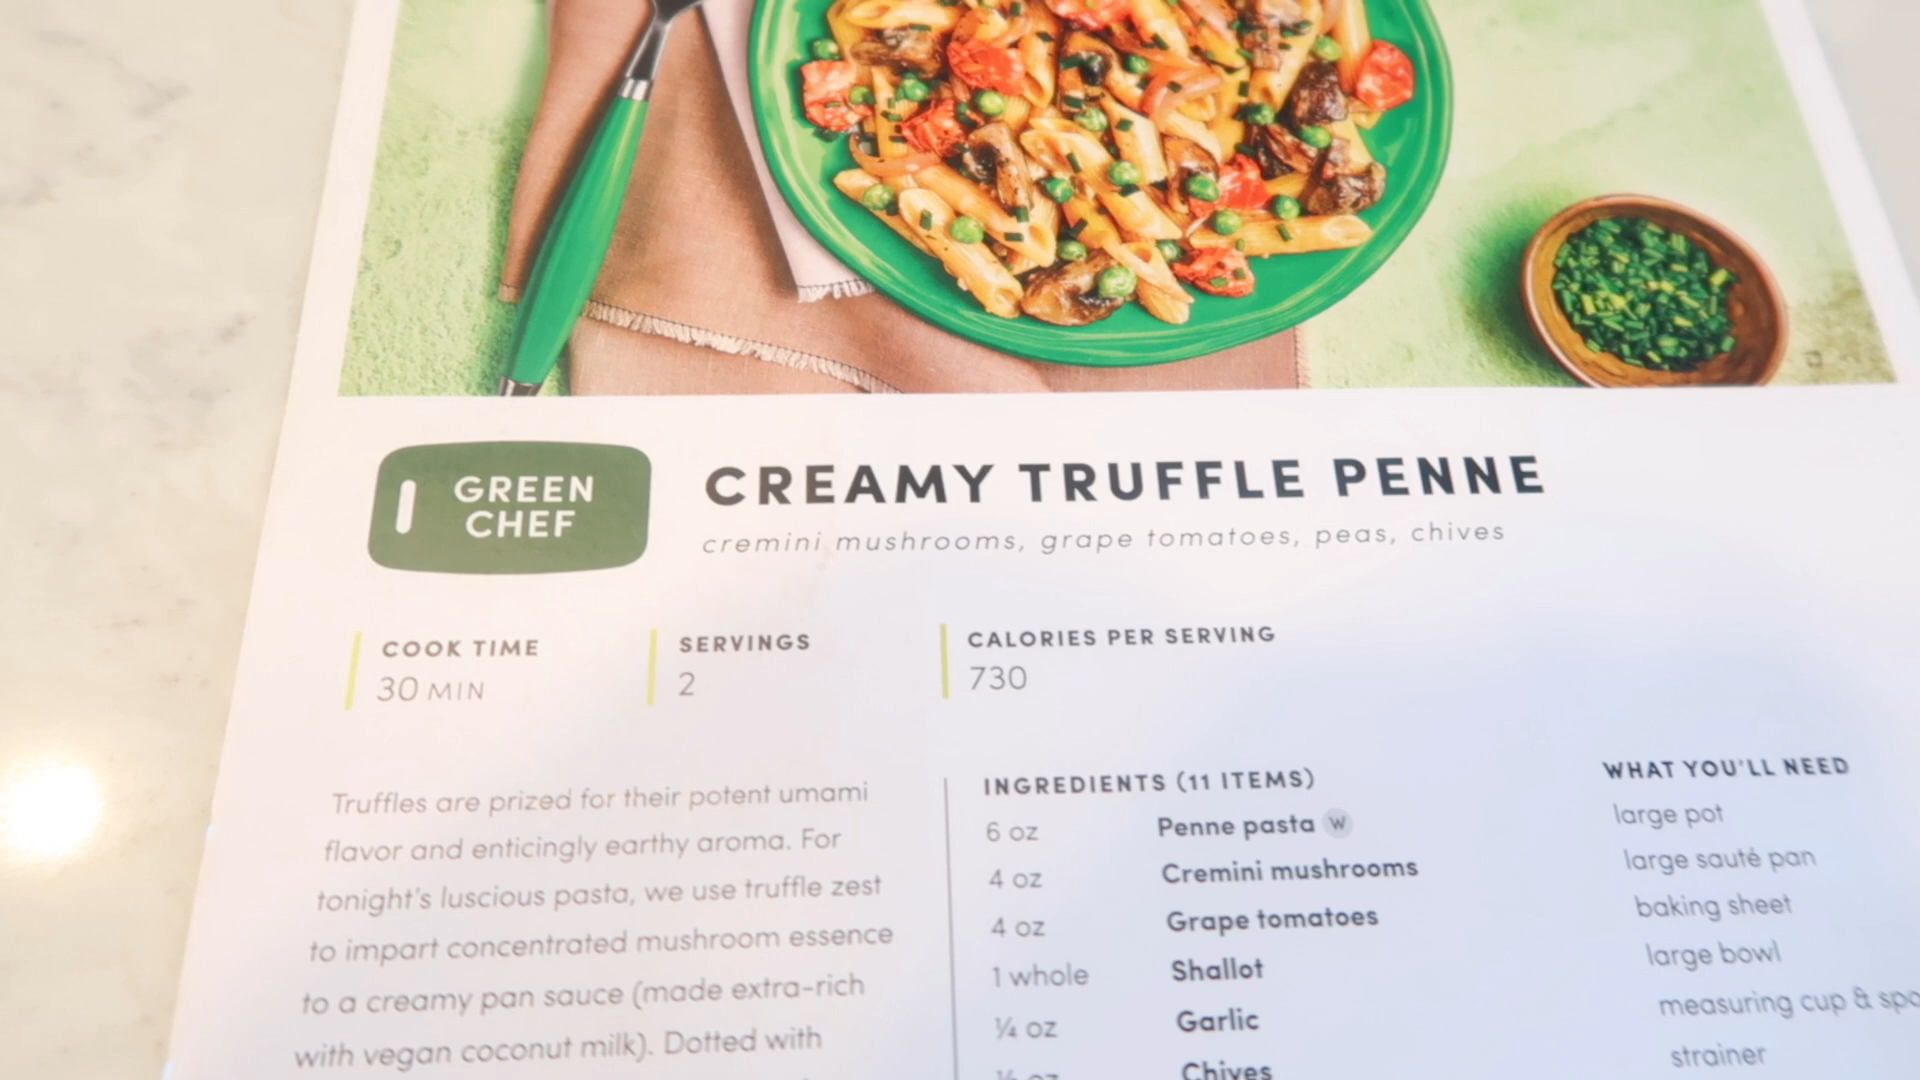 GREEN
CHEF
CREAMY TRUFFLE PENNE
cremini mushrooms, grape tomatoes, peas, chives
COOK TIME
30 MIN
SERVINGS
2
CALORIES PER SERVING
730
Truffles are prized for their potent umami
flavor and enticingly earthy aroma. For
tonight's luscious pasta, we use truffle zest
to impart concentrated mushroom essence
to a creamy pan sauce (made extra-rich
with vegan coconut milk). Dotted with
INGREDIENTS (11 ITEMS)
6 oz Penne pasta W
4 oz Cremini mushrooms
4 oz Grape tomatoes
1 whole Shallot
¼ oz Garlic
Chives
WHAT YOU'LL NEED
large pot
large sauté pan
baking sheet
large bowl
measuring cup &
strainer